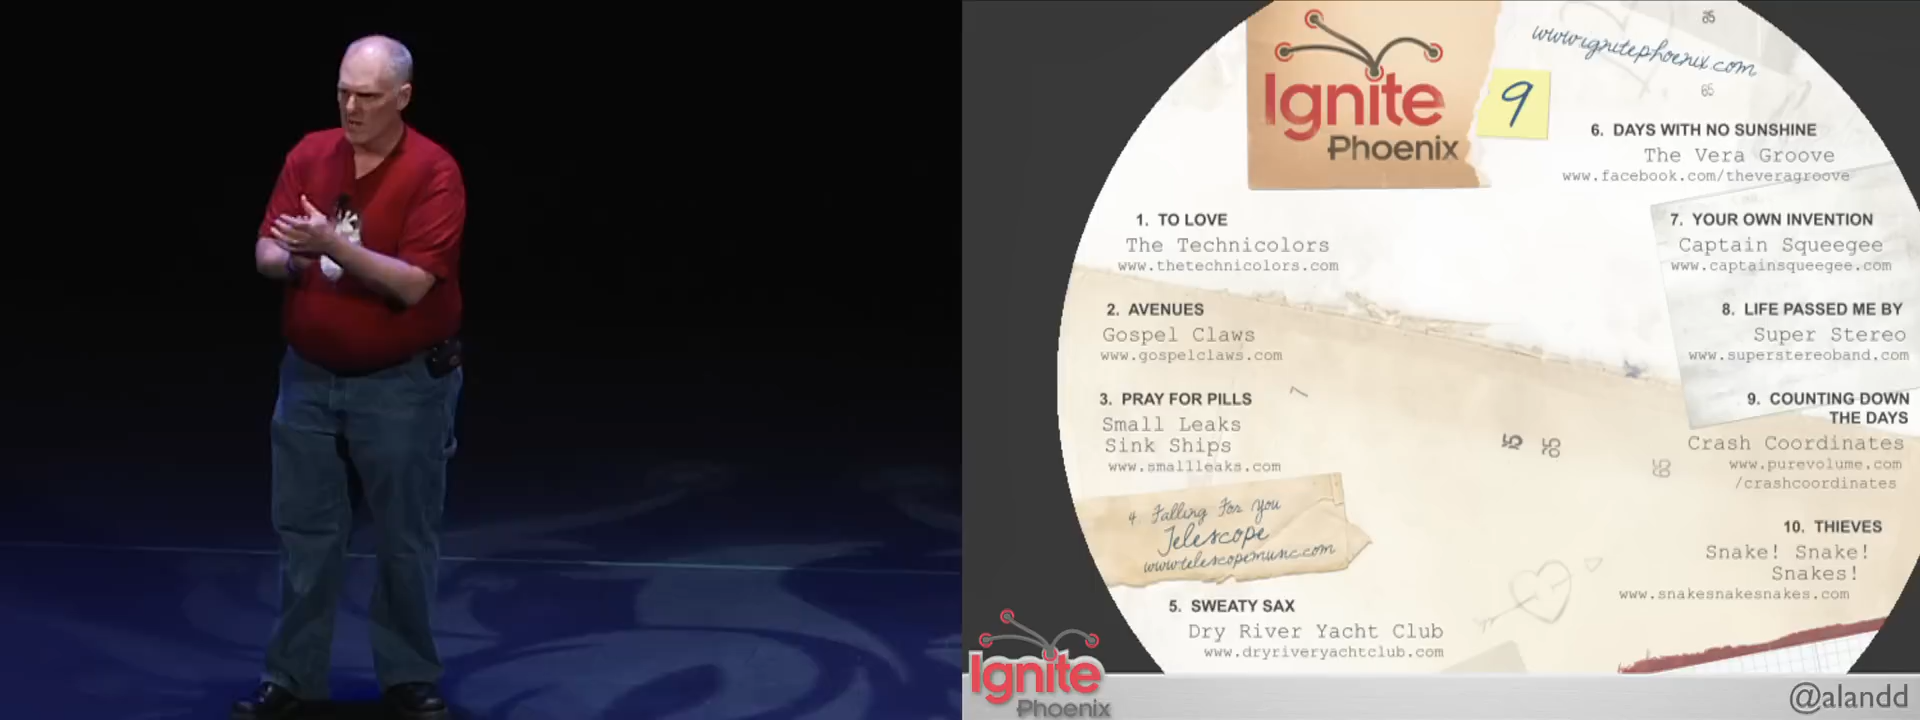 Ignite
Phoenix
9
www.ignitephoenix.com
85
65
1. TO LOVE
The Technicolors
www.thetechnicolors.com
2. AVENUES
Gospel Claws
www.gospelclaws.com
3. PRAY FOR PILLS
Small Leaks
Sink Ships
www.smallleaks.com
4. Falling For You
Telescope
www.telescopemusic.com
5. SWEATY SAX
Dry River Yacht Club
www.dryriveryachtclub.com
6. DAYS WITH NO SUNSHINE
The Vera Groove
www.facebook.com/theveragroove
7. YOUR OWN INVENTION
Captain Squeegee
www.captainsqueegee.com
8. LIFE PASSED ME BY
Super Stereo
www.superstereoband.com
9. COUNTING DOWN
THE DAYS
Crash Coordinates
www.purevolume.com
/crashcoordinates
10. THIEVES
Snake! Snake!
Snakes!
www.snakesnakesnakes.com
Ignite
Phoenix
@alandd